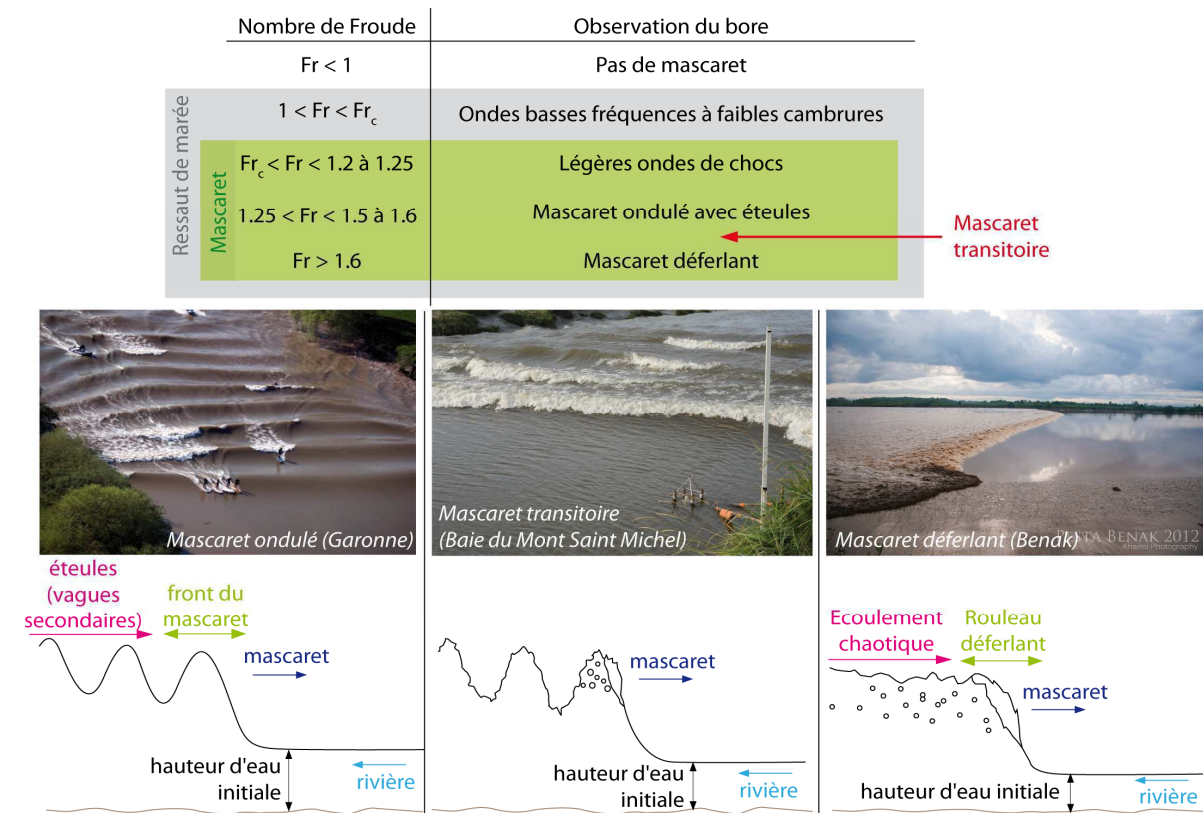 Nombre de Froude
Observation du bore
Fr < 1
Pas de mascaret
Ressaut de marée
1 < Fr < Fr_c
Ondes basses fréquences à faibles cambrures
Mascaret
Fr_c < Fr < 1.2 à 1.25
Légères ondes de chocs
1.25 < Fr < 1.5 à 1.6
Mascaret ondulé avec éteules
Fr > 1.6
Mascaret déferlant
Mascaret
transitoire
Mascaret ondulé (Garonne)
Mascaret transitoire
(Baie du Mont Saint Michel)
Mascaret déferlant (Benak)
BENAK 2012
Khairel Photography
éteules
(vagues
secondaires)
front du
mascaret
mascaret
hauteur d'eau
initiale
rivière
mascaret
hauteur d'eau
initiale
rivière
Ecoulement
chaotique
Rouleau
déferlant
mascaret
hauteur d'eau initiale
rivière